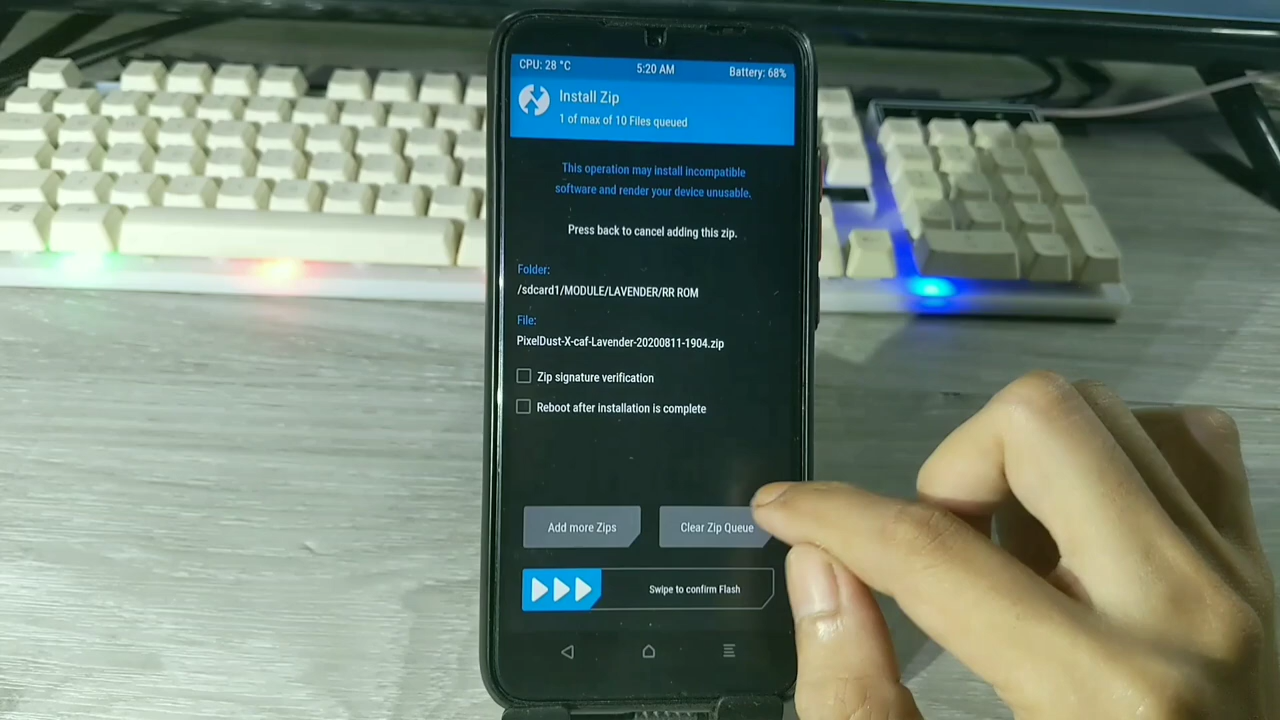 CPU: 28 °C 5:20 AM Battery: 68%
Install Zip
1 of max of 10 Files queued
This operation may install incompatible
software and render your device unusable.
Press back to cancel adding this zip.
Folder:
/sdcard1/MODULE/LAVENDER/RR ROM
File:
PixelDust-X-caf-Lavender-20200811-1904.zip
Zip signature verification
Reboot after installation is complete
Add more Zips Clear Zip Queue
Swipe to confirm Flash